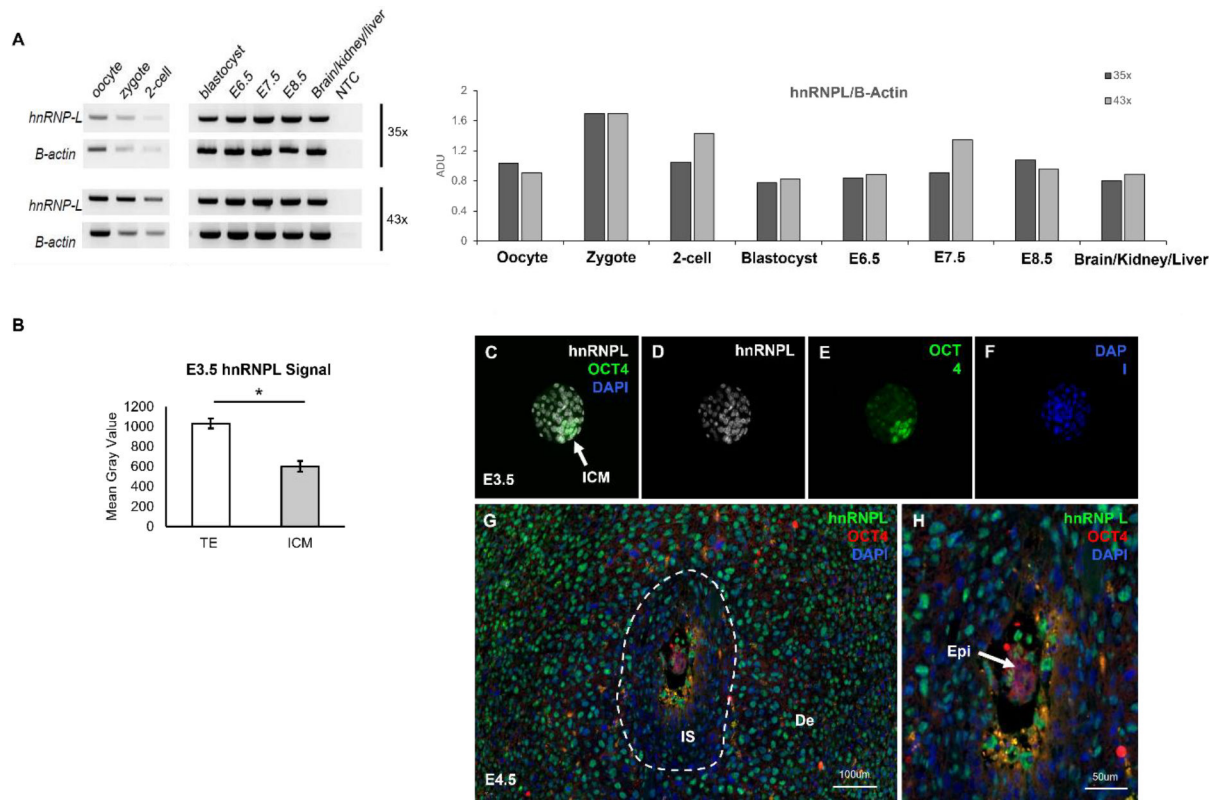 A
oocyte
zygote
2-cell
blastocyst
E6.5
E7.5
E8.5
Brain/kidney/liver
NTC
hnRNP-L
B-actin
35x
hnRNP-L
B-actin
43x
hnRNPL/B-Actin
35x
43x
ADU
2
1.6
1.2
0.8
0.4
0
Oocyte Zygote 2-cell Blastocyst E6.5 E7.5 E8.5 Brain/Kidney/Liver
B
E3.5 hnRNPL Signal
*
Mean Gray Value
1200
1000
800
600
400
200
0
TE ICM
C
hnRNPL
OCT4
DAPI
ICM
E3.5
D
hnRNPL
E
OCT
4
F
DAP
I
G
hnRNPL
OCT4
DAPI
De
IS
E4.5
100um
H
hnRNP L
OCT4
DAPI
Epi
50um